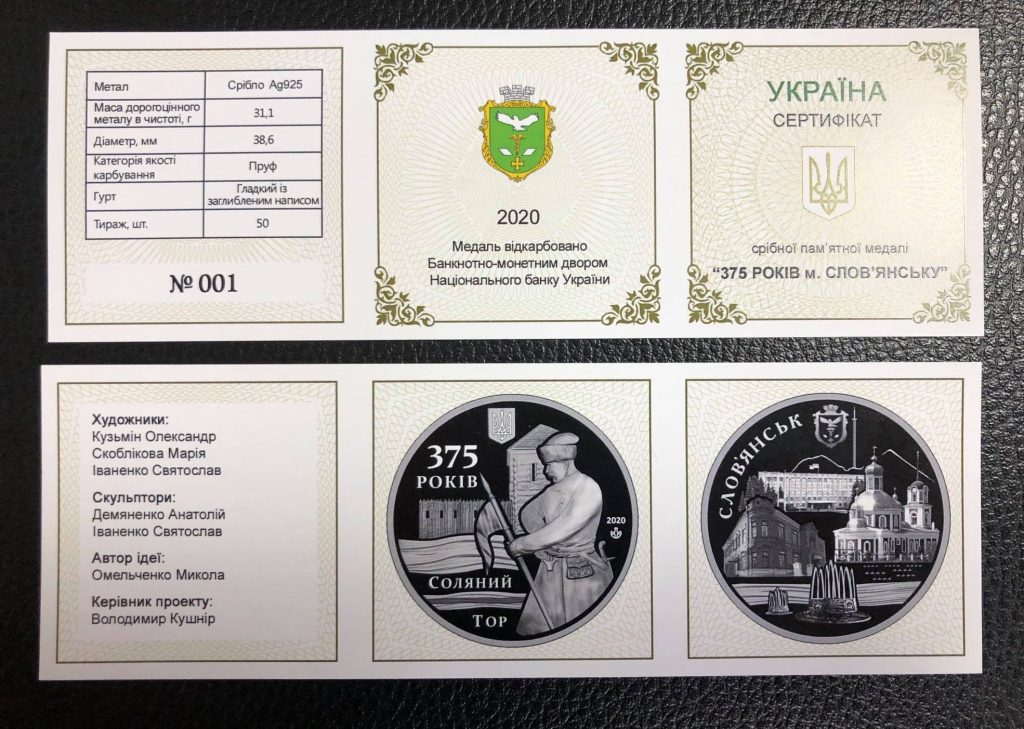 Метал Срібло Ag925
Маса дорогоцінного
металу в чистоті, г 31,1
Діаметр, мм 38,6
Категорія якості
карбування Пруф
Гурт Гладкий із
заглибленим написом
Тираж, шт. 50
№ 001
2020
Медаль відкарбовано
Банкнотно-монетним двором
Національного банку України
УКРАЇНА
СЕРТИФІКАТ
срібної пам'ятної медалі
"375 РОКІВ м. СЛОВ'ЯНСЬКУ"
Художники:
Кузьмін Олександр
Скоблікова Марія
Іваненко Святослав
Скульптори:
Демяненко Анатолій
Іваненко Святослав
Автор ідеї:
Омельченко Микола
Керівник проекту:
Володимир Кушнір
375
РОКІВ
2020
Соляний
Тор
СЛОВ'ЯНСЬК